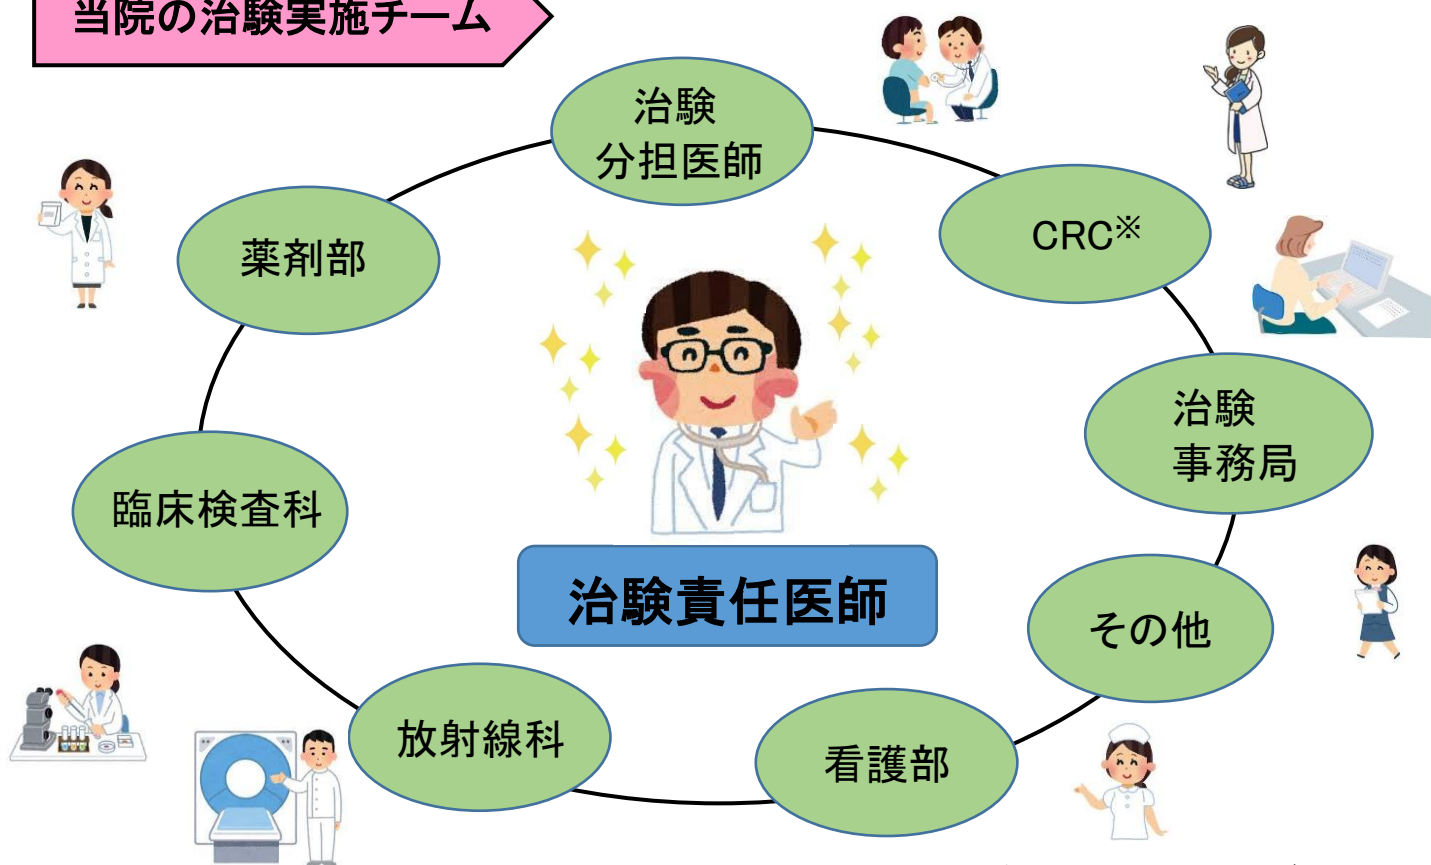 当院の治験実施チーム
治験
分担医師
CRC※
薬剤部
治験
事務局
臨床検査科
治験責任医師
その他
放射線科
看護部